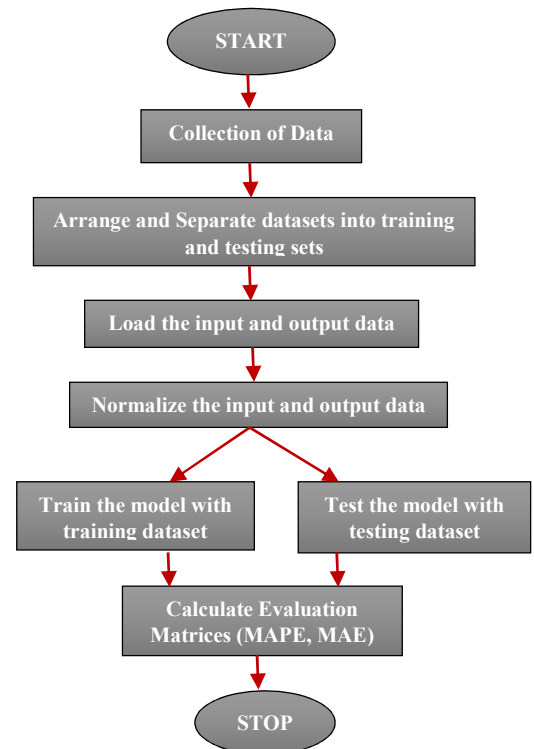 START
Collection of Data
Arrange and Separate datasets into training
and testing sets
Load the input and output data
Normalize the input and output data
Train the model with
training dataset
Test the model with
testing dataset
Calculate Evaluation
Matrices (MAPE, MAE)
STOP